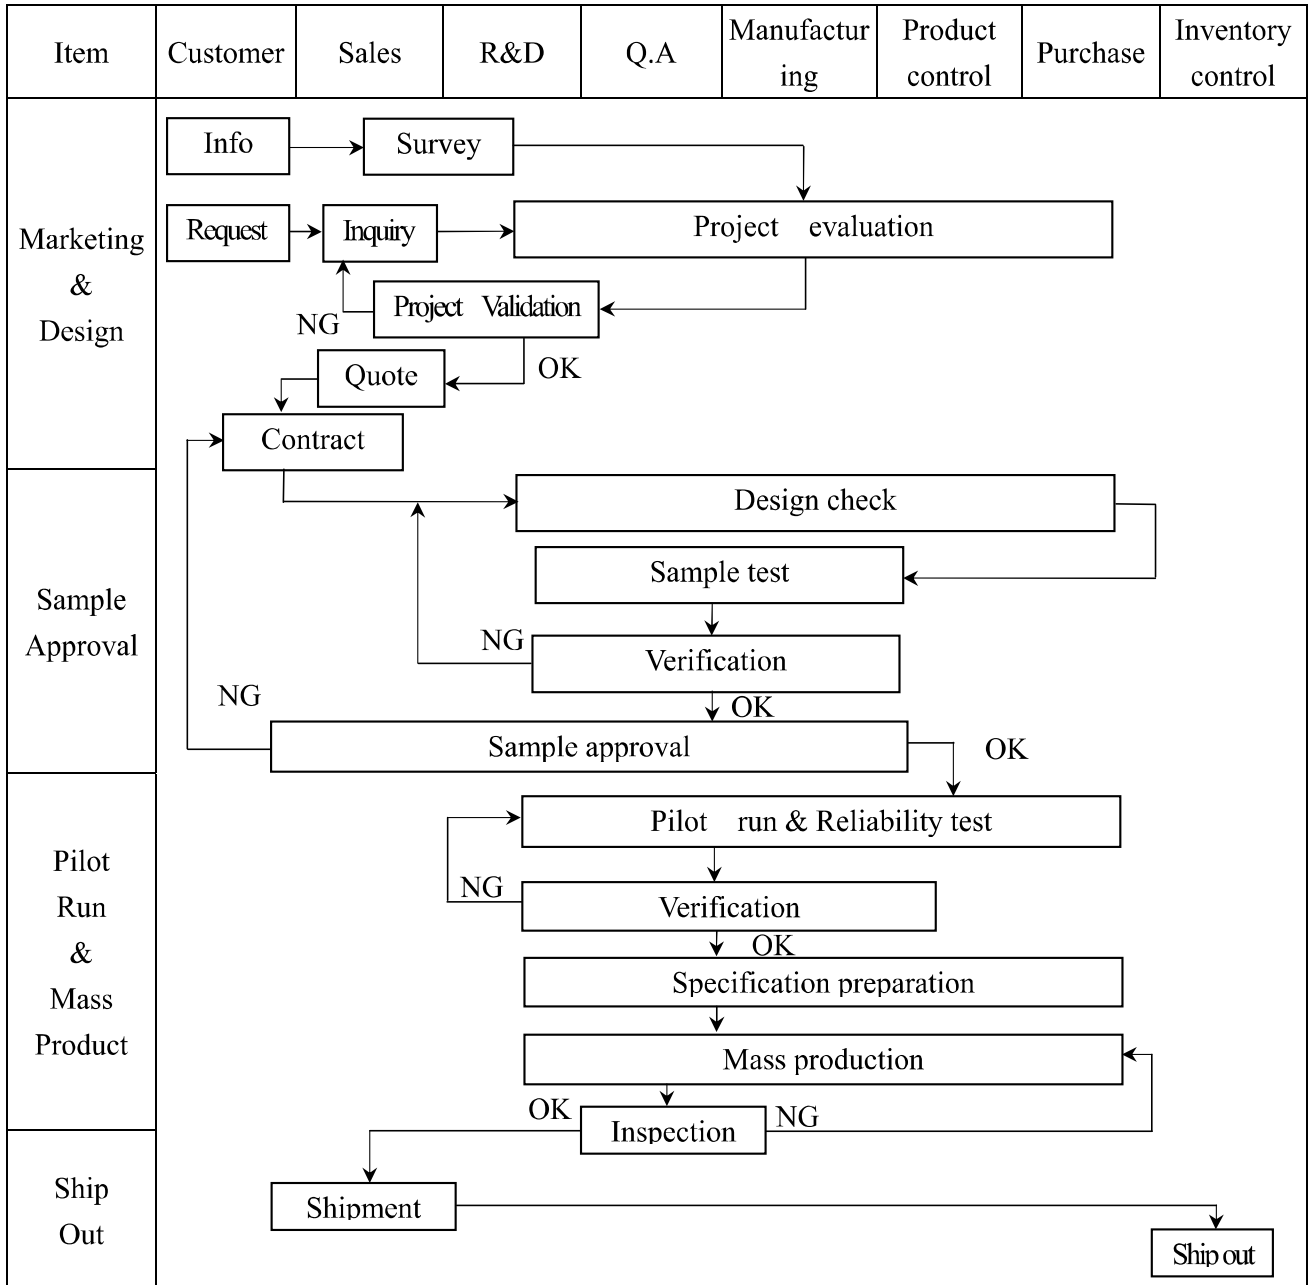 Item
Customer
Sales
R&D
Q.A
Manufactur
ing
Product
control
Purchase
Inventory
control
Marketing
&
Design
Info
Survey
Request
Inquiry
Project evaluation
Project Validation
NG
OK
Quote
Contract
Sample
Approval
Design check
Sample test
NG
Verification
OK
NG
Sample approval
OK
Pilot
Run
&
Mass
Product
Pilot run & Reliability test
NG
Verification
OK
Specification preparation
Mass production
OK
Inspection
NG
Ship
Out
Shipment
Ship out